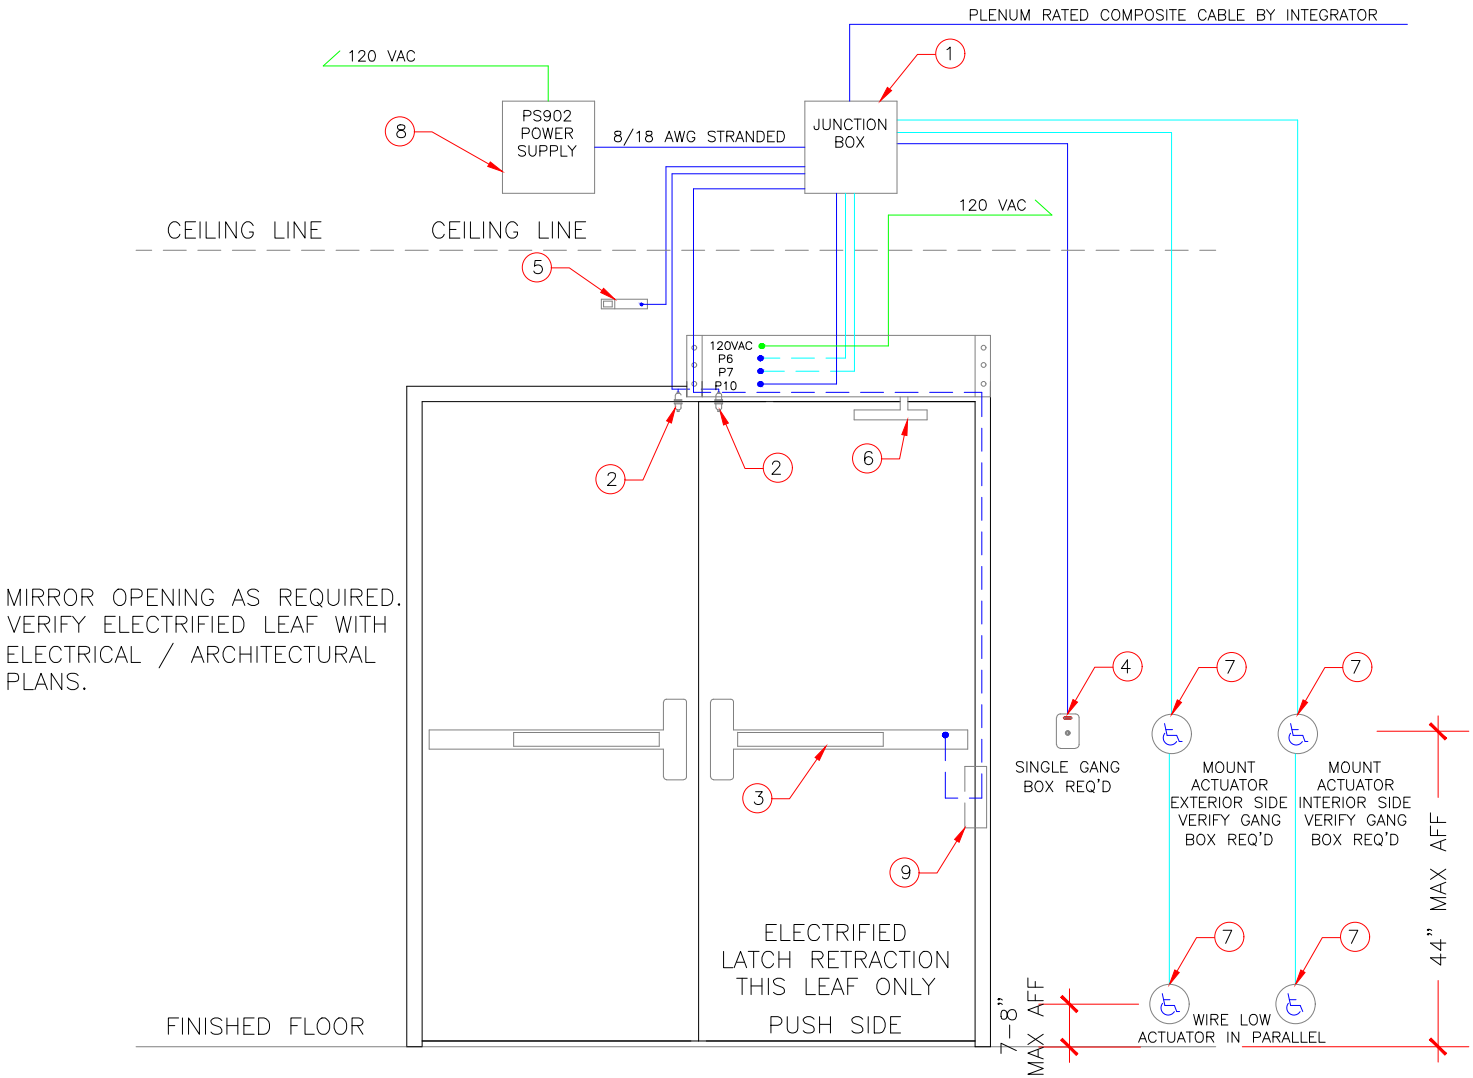 PLENUM RATED COMPOSITE CABLE BY INTEGRATOR
120 VAC
1
PS902
POWER
SUPPLY
8
8/18 AWG STRANDED
JUNCTION
BOX
120 VAC
CEILING LINE
CEILING LINE
5
120VAC
P6
P7
P10
2
2
6
MIRROR OPENING AS REQUIRED.
VERIFY ELECTRIFIED LEAF WITH
ELECTRICAL / ARCHITECTURAL
PLANS.
4
7
7
3
9
SINGLE GANG
BOX REQ'D
MOUNT
ACTUATOR
EXTERIOR SIDE
VERIFY GANG
BOX REQ'D
MOUNT
ACTUATOR
INTERIOR SIDE
VERIFY GANG
BOX REQ'D
44" MAX AFF
ELECTRIFIED
LATCH RETRACTION
THIS LEAF ONLY
PUSH SIDE
7
7
7-8"
MAX AFF
WIRE LOW
ACTUATOR IN PARALLEL
FINISHED FLOOR